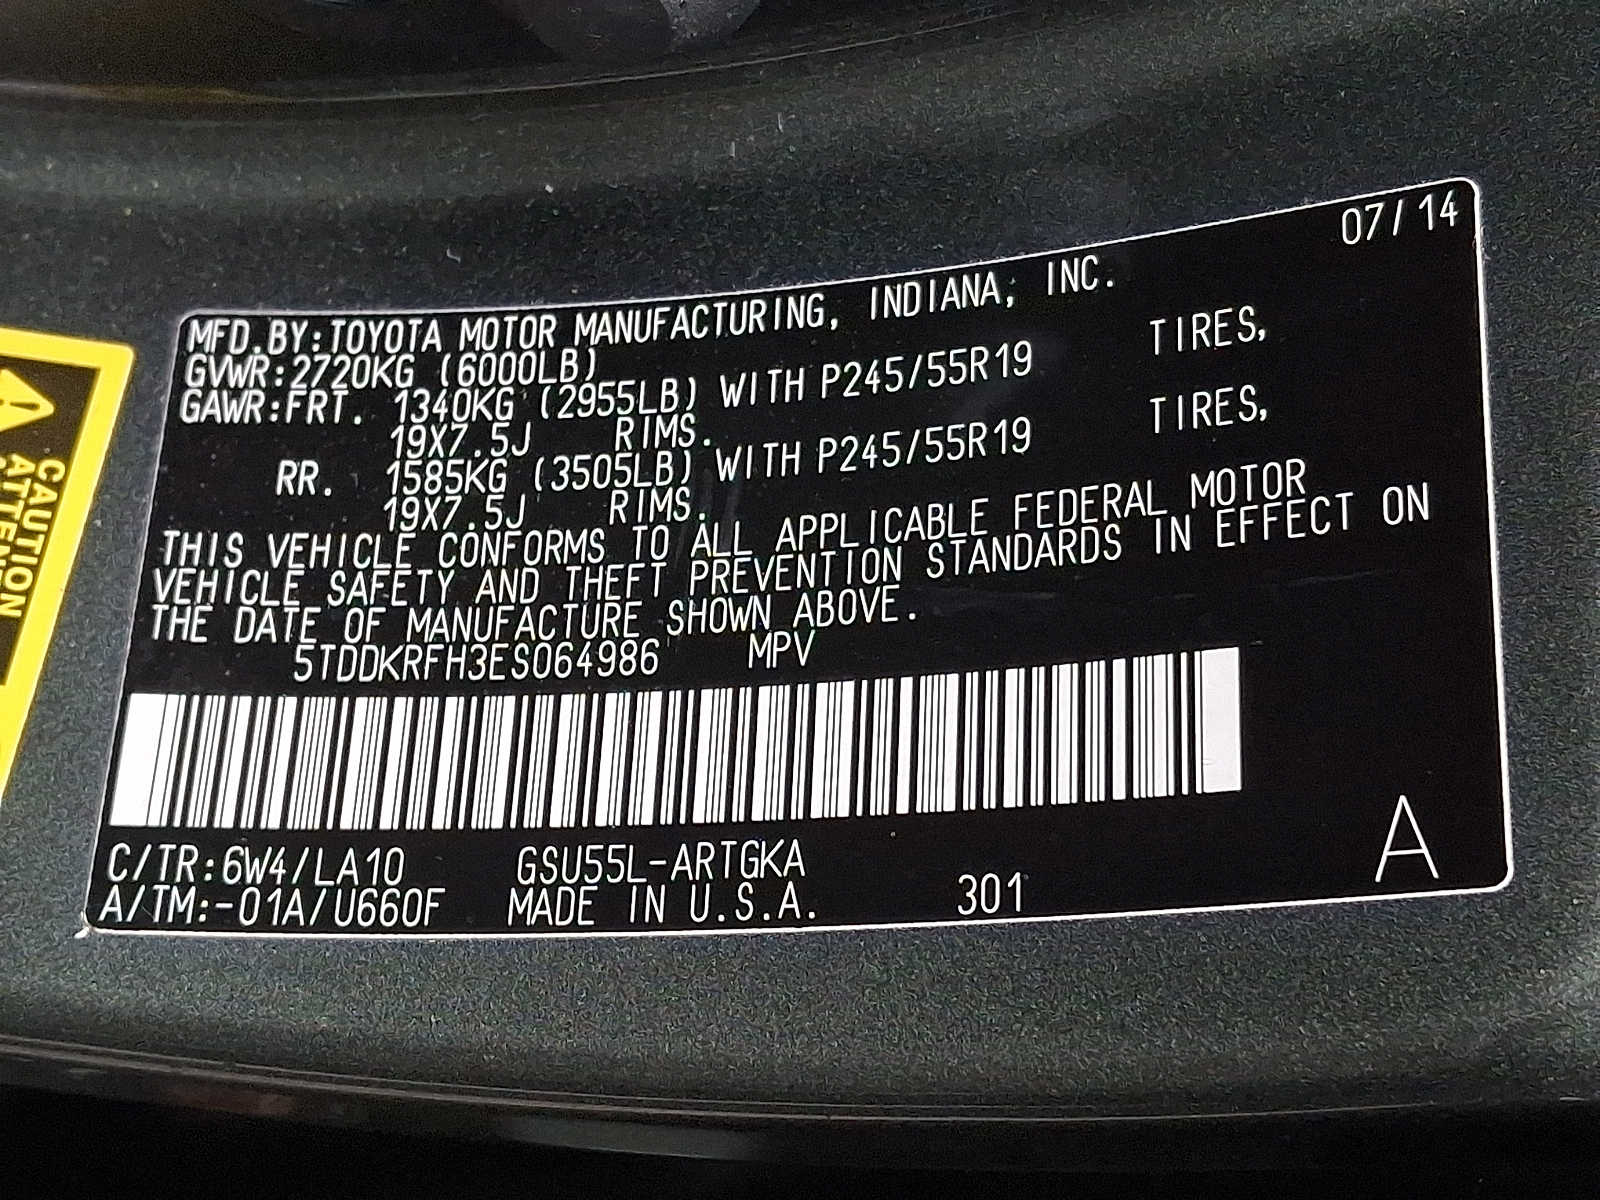 07/14
MFD.BY:TOYOTA MOTOR MANUFACTURING, INDIANA, INC.
GVWR:2720KG (6000LB)
GAWR:FRT. 1340KG (2955LB) WITH P245/55R19 TIRES,
19X7.5J RIMS.
RR. 1585KG (3505LB) WITH P245/55R19 TIRES,
19X7.5J RIMS.
THIS VEHICLE CONFORMS TO ALL APPLICABLE FEDERAL MOTOR
VEHICLE SAFETY AND THEFT PREVENTION STANDARDS IN EFFECT ON
THE DATE OF MANUFACTURE SHOWN ABOVE.
5TDDKRFH3ES064986 MPV
C/TR:6W4/LA10 GSU55L-ARTGKA
A/TM:-01A/U660F MADE IN U.S.A. 301
A
CAUTION